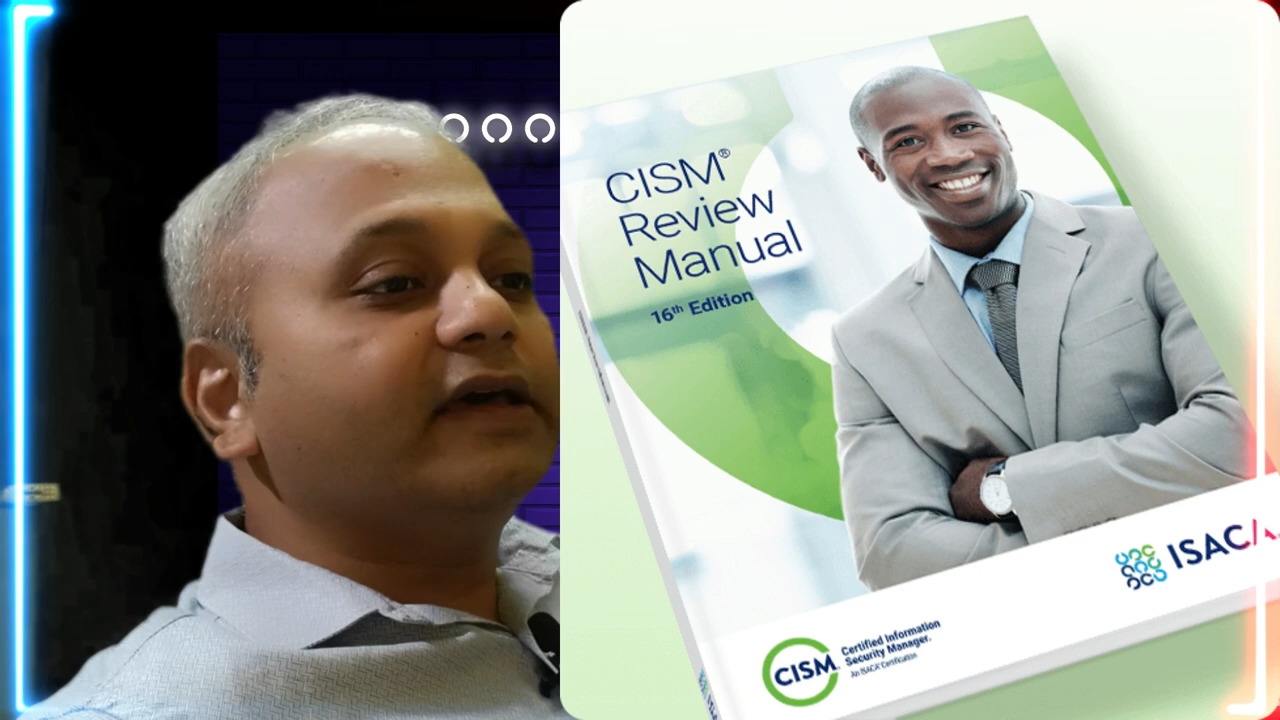 CISM®
Review
Manual
16th Edition
ISACA
CISM
Certified Information
Security Manager.
An ISACA Certification